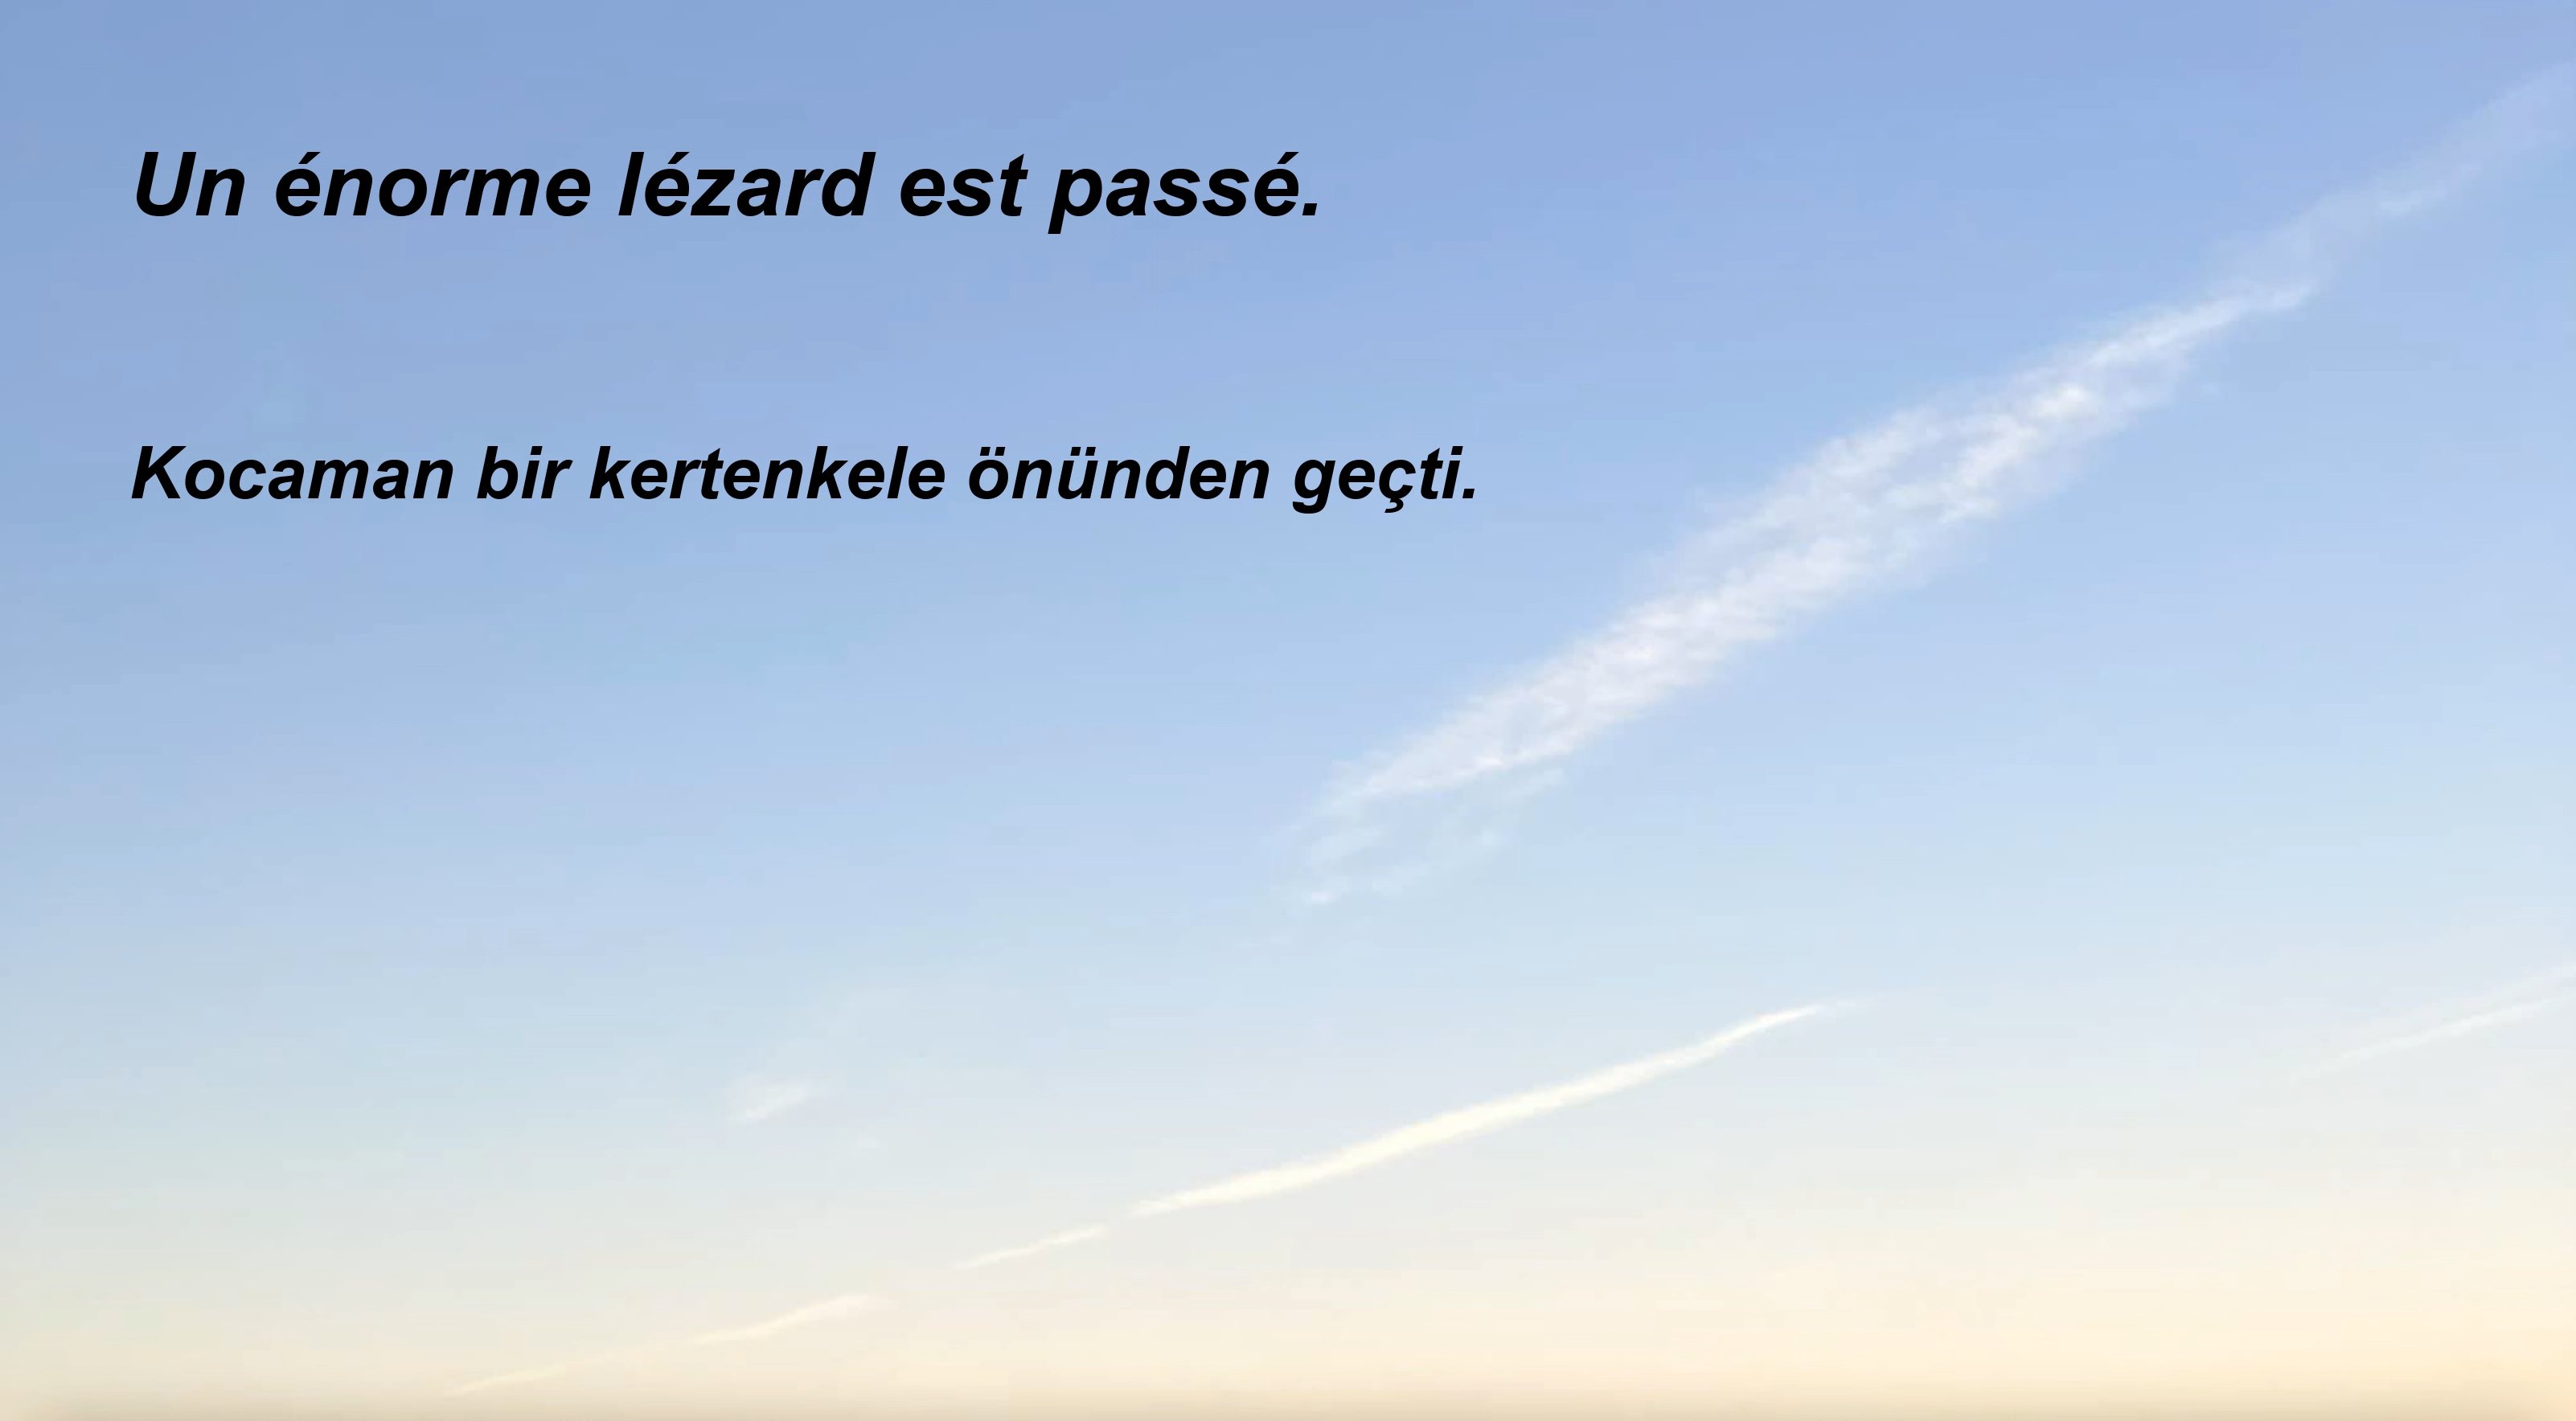 Un énorme lézard est passé.
Kocaman bir kertenkele önünden geçti.